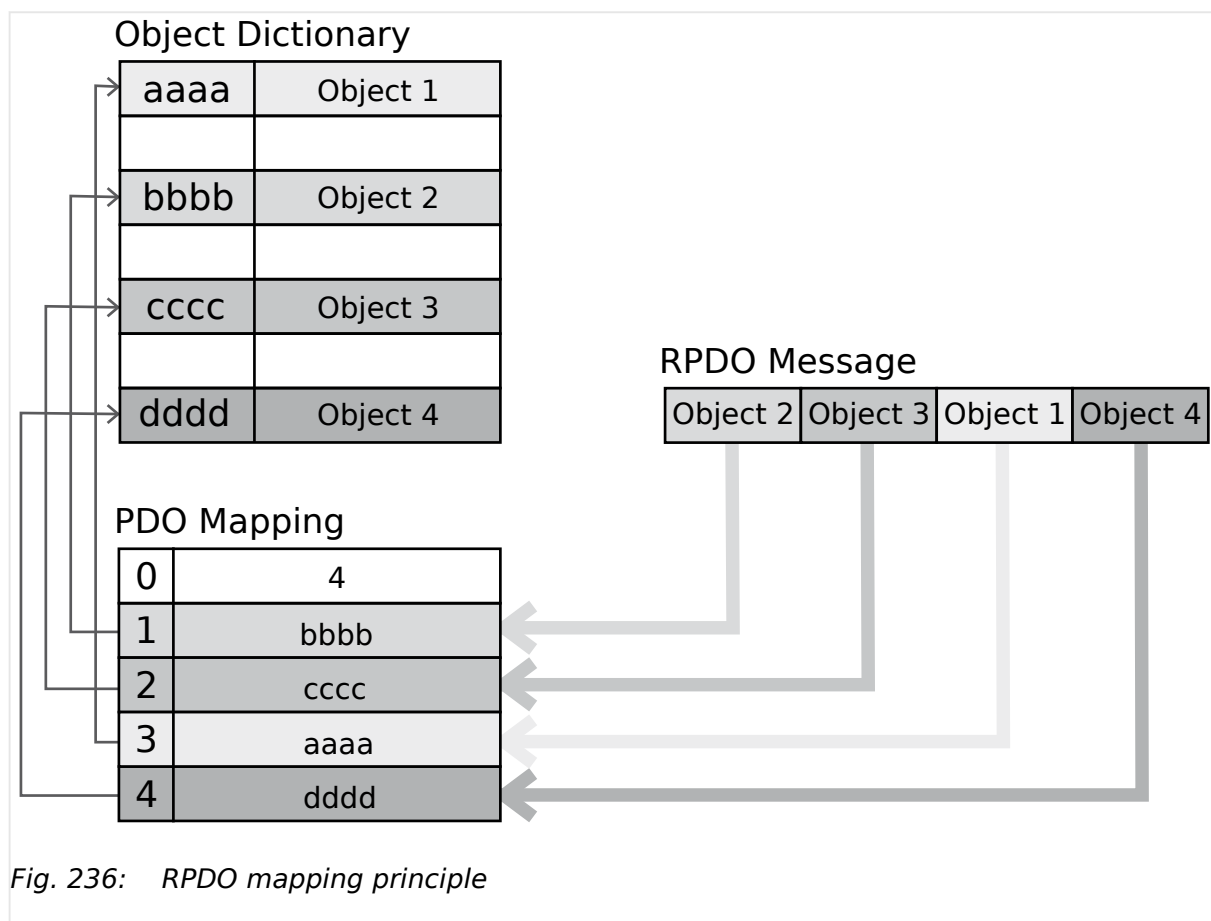 Object Dictionary
aaaa Object 1
bbbb Object 2
cccc Object 3
dddd Object 4
RPDO Message
Object 2 Object 3 Object 1 Object 4
PDO Mapping
0 4
1 bbbb
2 cccc
3 aaaa
4 dddd
Fig. 236: RPDO mapping principle